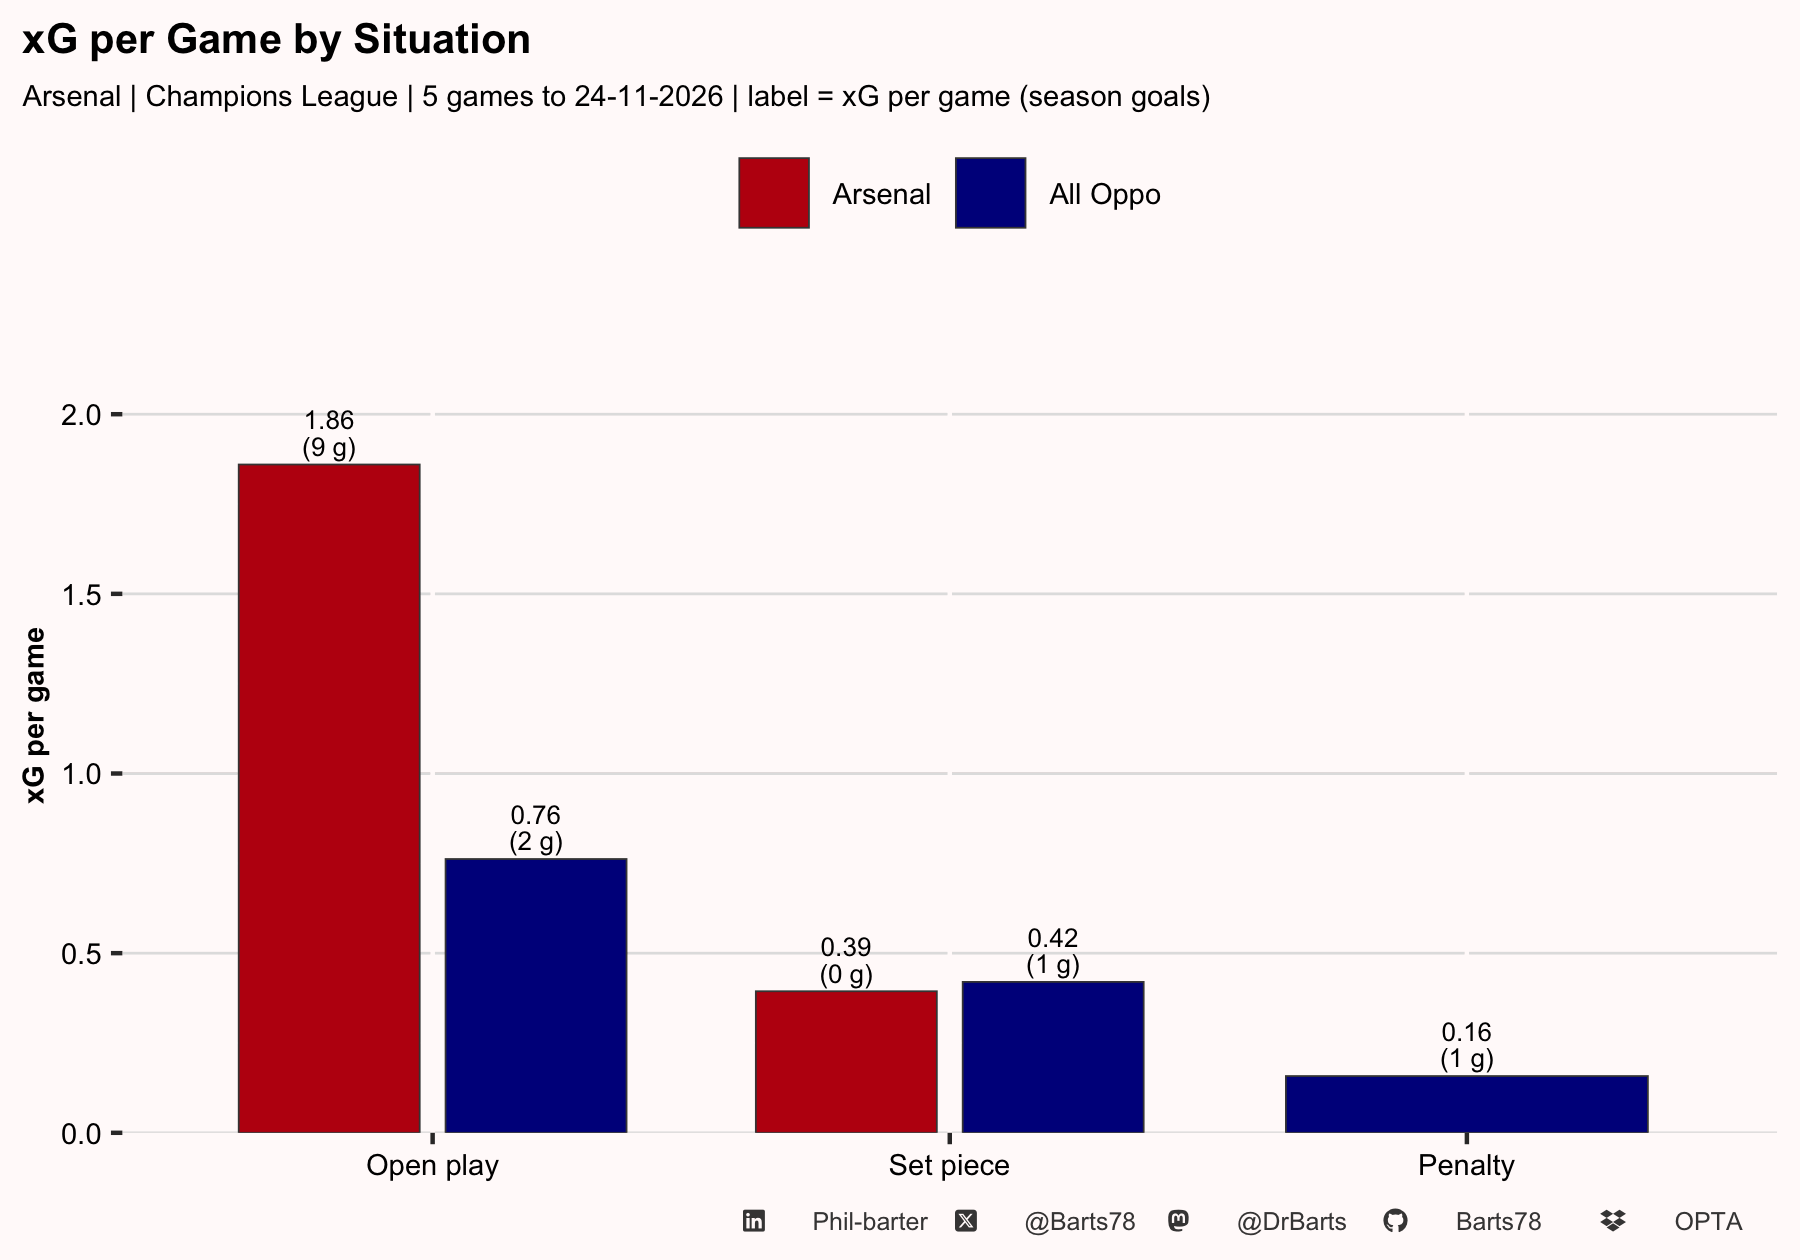 xG per Game by Situation
Arsenal | Champions League | 5 games to 24-11-2026 | label = xG per game (season goals)
Arsenal
All Oppo
xG per game
2.0
1.5
1.0
0.5
0.0
1.86
(9 g)
0.76
(2 g)
0.39
(0 g)
0.42
(1 g)
0.16
(1 g)
Open play
Set piece
Penalty
Phil-barter @Barts78 @DrBarts Barts78 OPTA